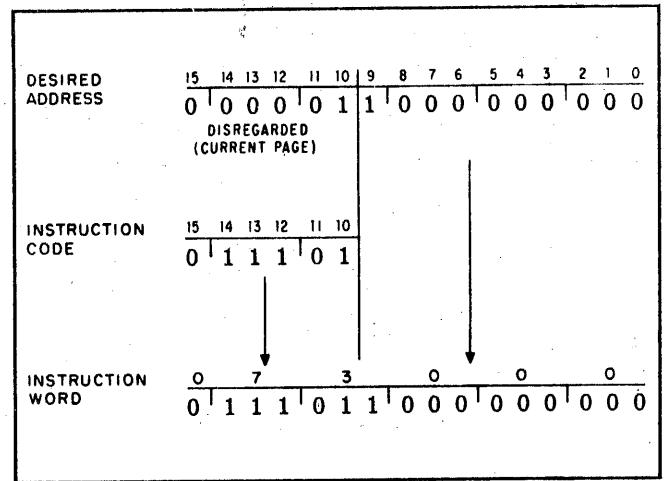 DESIRED ADDRESS
15 14 13 12 11 10 9 8 7 6 5 4 3 2 1 0
0 0 0 0 0 1 1 0 0 0 0 0 0 0 0 0
DISREGARDED
(CURRENT PAGE)
INSTRUCTION CODE
15 14 13 12 11 10
0 1 1 1 0 1
INSTRUCTION WORD
0 7 3 0 0 0
0 1 1 1 0 1 1 0 0 0 0 0 0 0 0 0